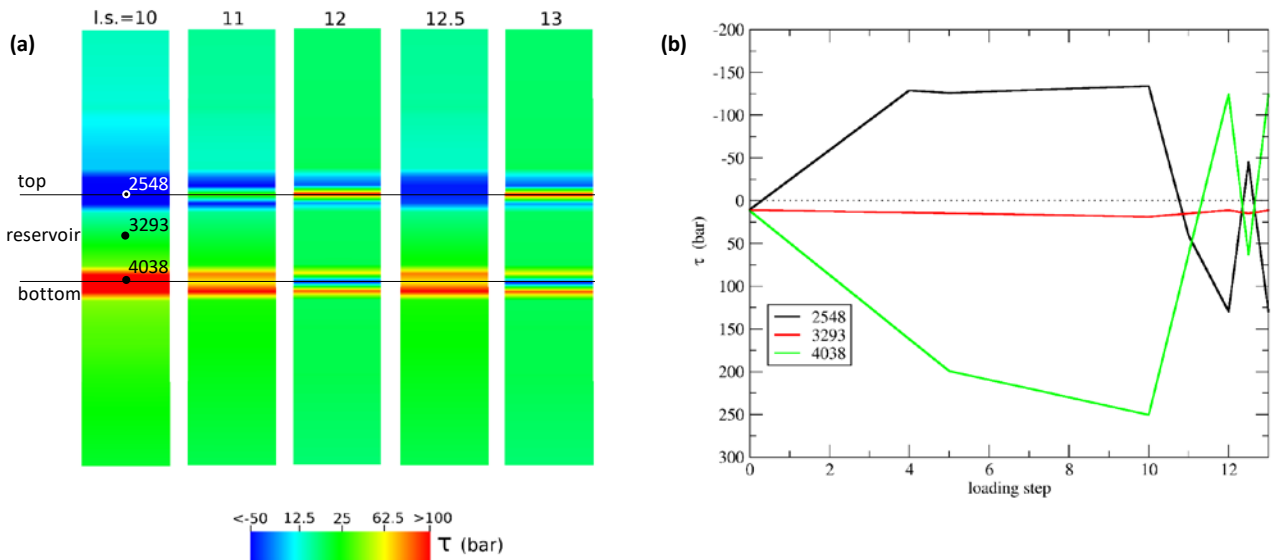 l.s.=10 11 12 12.5 13
(a)
top
2548
3293
reservoir
4038
bottom
<-50 12.5 25 62.5 >100
τ (bar)
(b)
-200
-150
-100
-50
0
50
100
150
200
250
300
τ (bar)
2548
3293
4038
0 2 4 6 8 10 12
loading step